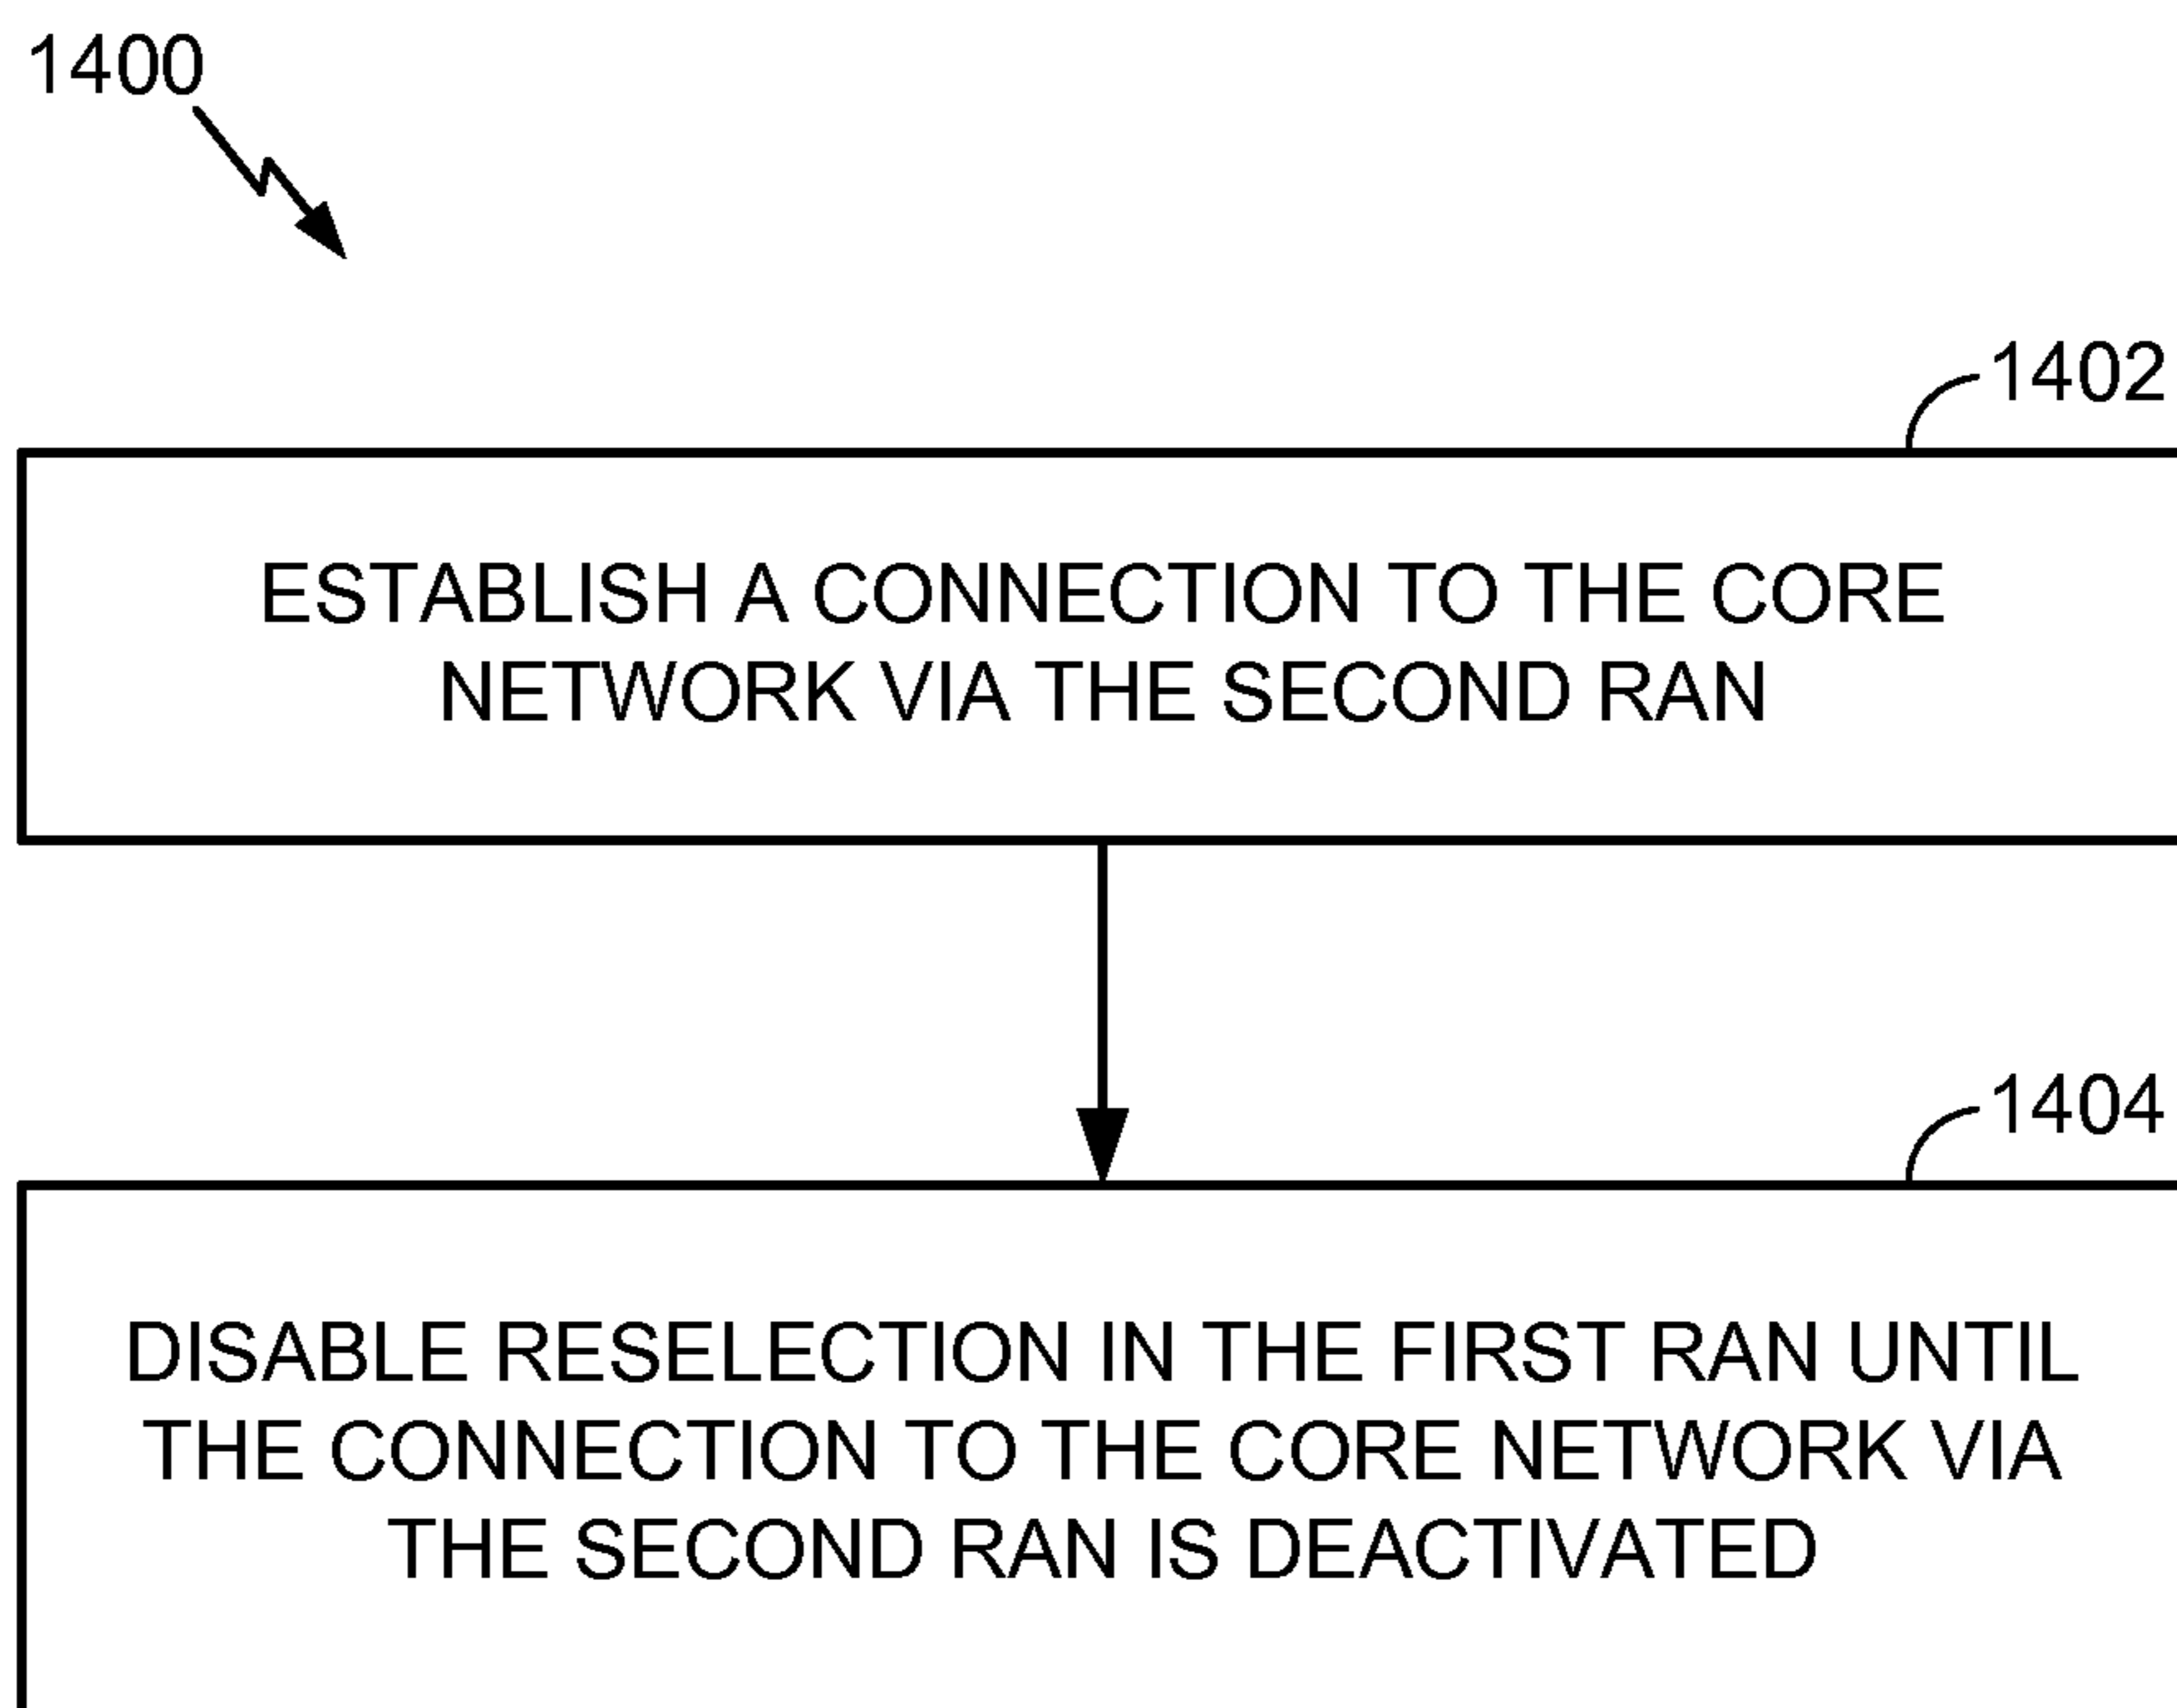 1400
1402
ESTABLISH A CONNECTION TO THE CORE
NETWORK VIA THE SECOND RAN
1404
DISABLE RESELECTION IN THE FIRST RAN UNTIL
THE CONNECTION TO THE CORE NETWORK VIA
THE SECOND RAN IS DEACTIVATED